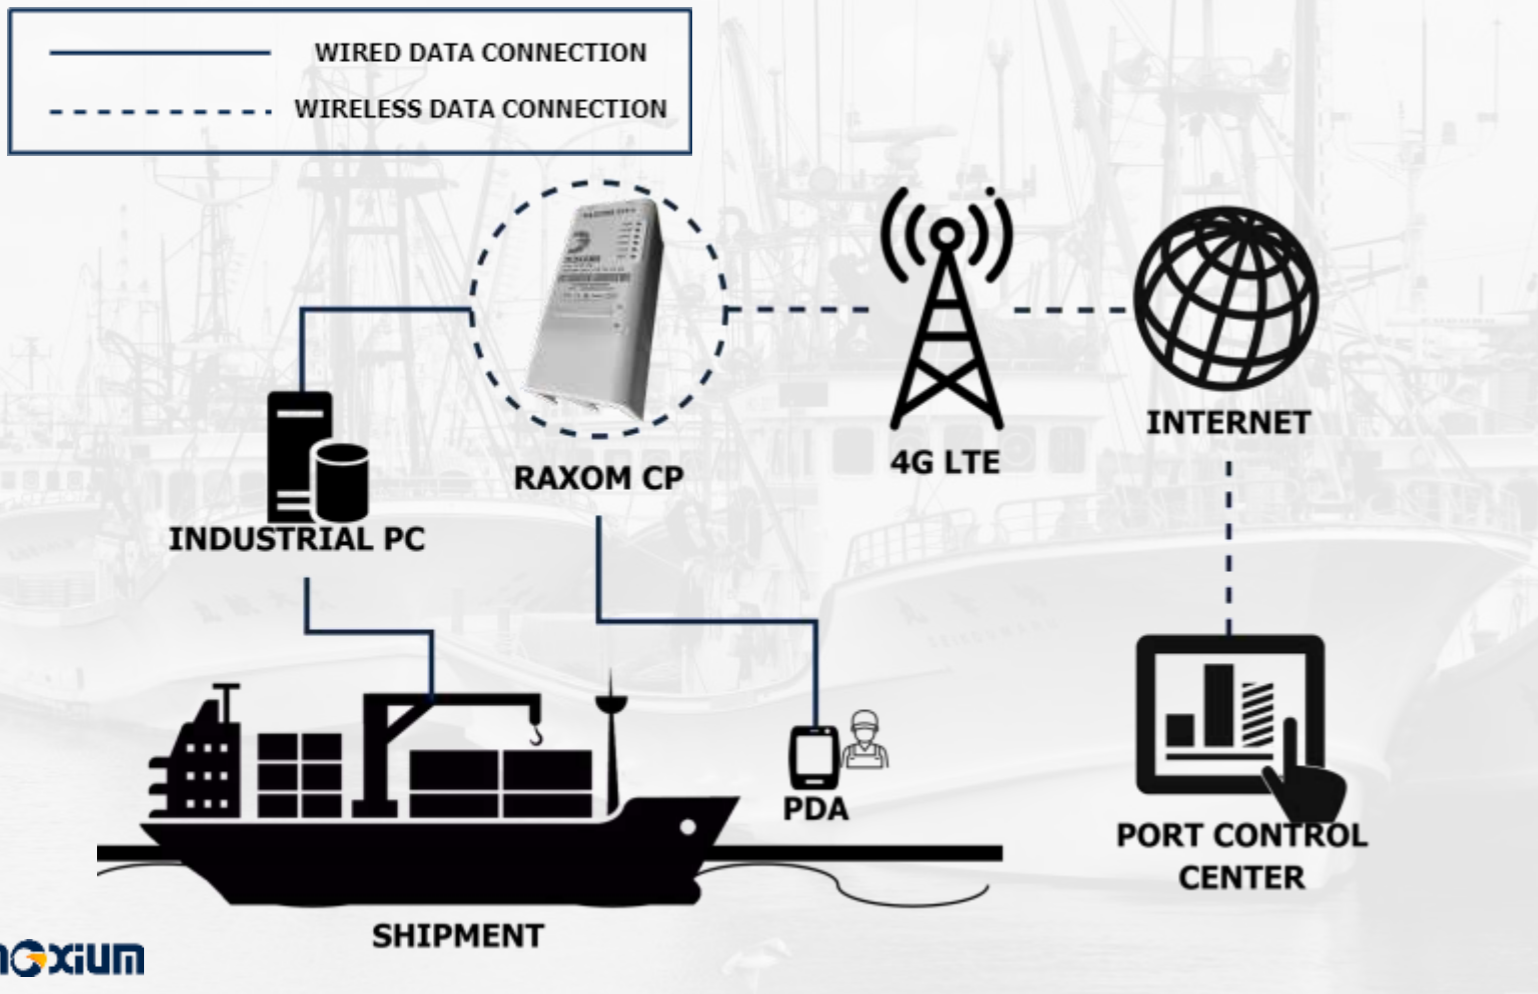 WIRED DATA CONNECTION
WIRELESS DATA CONNECTION
RAXOM CP
4G LTE
INTERNET
INDUSTRIAL PC
PDA
PORT CONTROL
CENTER
SHIPMENT